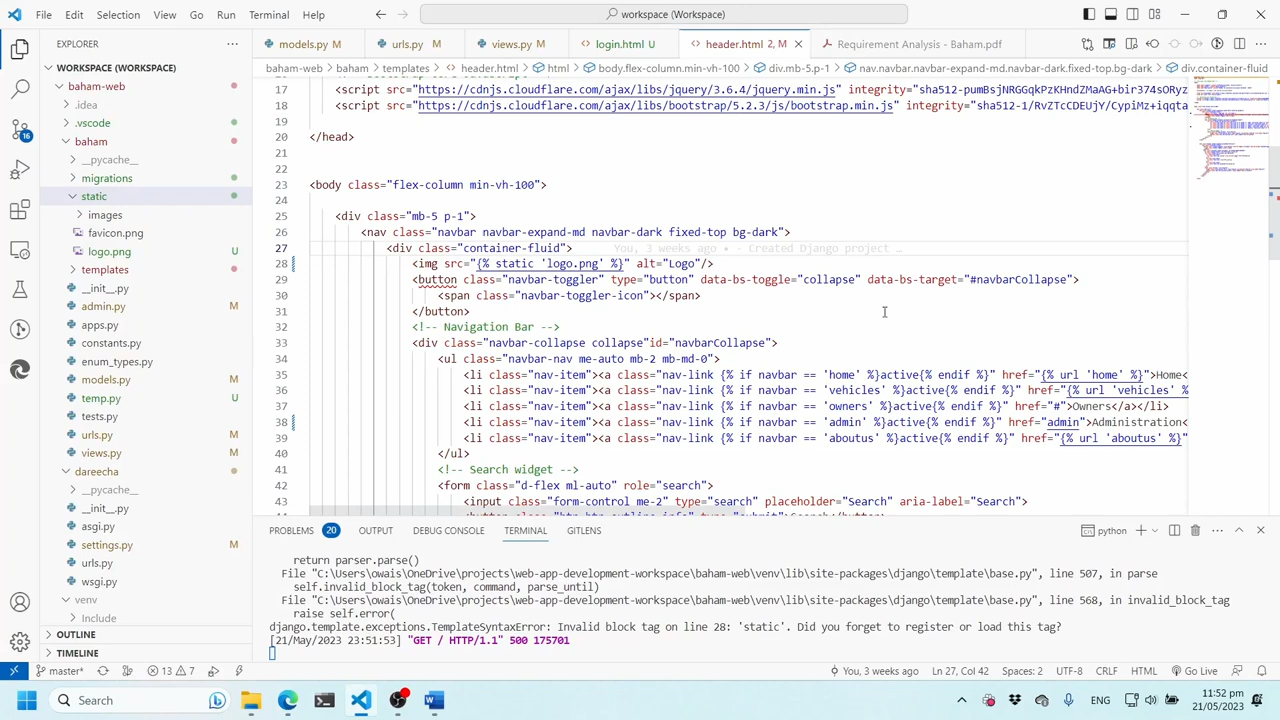 File Edit Selection View Go Run Terminal Help workspace (Workspace)
EXPLORER
WORKSPACE (WORKSPACE)
baham-web
.idea
.vscode
baham
__pycache__
migrations
static
images
favicon.png
logo.png U
templates
__init__.py
admin.py M
apps.py
constants.py
enum_types.py
models.py M
temp.py U
tests.py
urls.py M
views.py M
dareecha
__pycache__
__init__.py
asgi.py
settings.py M
urls.py
wsgi.py
venv
Include
OUTLINE
TIMELINE
16
models.py M urls.py M views.py M login.html U header.html 2, M Requirement Analysis - Baham.pdf
baham-web > baham > templates > header.html > html > body.flex-column.min-vh-100 > div.mb-5.p-1 > nav.navbar.navbar-expand-md.navbar-dark.fixed-top.bg-dark > div.container-fluid
17 <script src="https://cdnjs.cloudflare.com/ajax/libs/jquery/3.6.4/jquery.min.js" integrity=
18 <script src="https://cdnjs.cloudflare.com/ajax/libs/bootstrap/5.2.3/js/bootstrap.min.js"
19
20 </head>
21
22
23 <body class="flex-column min-vh-100">
24
25 <div class="mb-5 p-1">
26 <nav class="navbar navbar-expand-md navbar-dark fixed-top bg-dark">
27 <div class="container-fluid"> You, 3 weeks ago • - Created Django project …
28 <img src="{% static 'logo.png' %}" alt="Logo"/>
29 <button class="navbar-toggler" type="button" data-bs-toggle="collapse" data-bs-target="#navbarCollapse">
30 <span class="navbar-toggler-icon"></span>
31 </button>
32 <!-- Navigation Bar -->
33 <div class="navbar-collapse collapse"id="navbarCollapse">
34 <ul class="navbar-nav me-auto mb-2 mb-md-0">
35 <li class="nav-item"><a class="nav-link {% if navbar == 'home' %}active{% endif %}" href="{% url 'home' %}">Home<
36 <li class="nav-item"><a class="nav-link {% if navbar == 'vehicles' %}active{% endif %}" href="{% url 'vehicles' %
37 <li class="nav-item"><a class="nav-link {% if navbar == 'owners' %}active{% endif %}" href="#">Owners</a></li>
38 <li class="nav-item"><a class="nav-link {% if navbar == 'admin' %}active{% endif %}" href="admin">Administration<
39 <li class="nav-item"><a class="nav-link {% if navbar == 'aboutus' %}active{% endif %}" href="{% url 'aboutus' %}"
40 </ul>
41 <!-- Search widget -->
42 <form class="d-flex ml-auto" role="search">
43 <input class="form-control me-2" type="search" placeholder="Search" aria-label="Search">
PROBLEMS 20 OUTPUT DEBUG CONSOLE TERMINAL GITLENS python
return parser.parse()
File "C:\Users\owais\OneDrive\projects\web-app-development-workspace\baham-web\venv\lib\site-packages\django\template\base.py", line 507, in parse
self.invalid_block_tag(token, command, parse_until)
File "C:\Users\owais\OneDrive\projects\web-app-development-workspace\baham-web\venv\lib\site-packages\django\template\base.py", line 568, in invalid_block_tag
raise self.error(
django.template.exceptions.TemplateSyntaxError: Invalid block tag on line 28: 'static'. Did you forget to register or load this tag?
[21/May/2023 23:51:53] "GET / HTTP/1.1" 500 175701
master* 13 7 You, 3 weeks ago Ln 27, Col 42 Spaces: 2 UTF-8 CRLF HTML Go Live
Search ENG 11:52 pm
21/05/2023